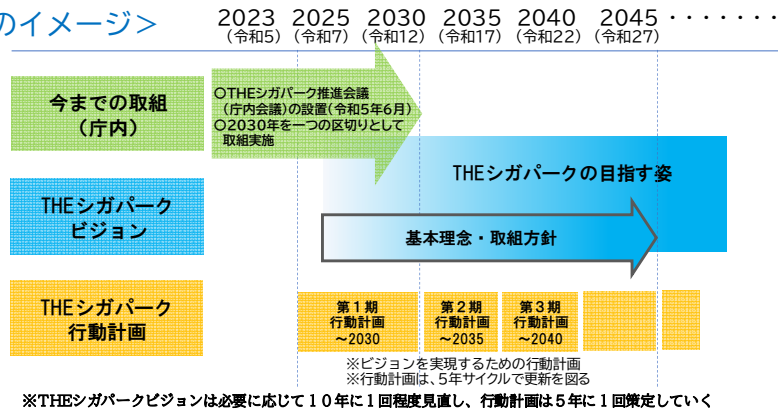 のイメージ>
2023 2025 2030 2035 2040 2045 ・・・・・・・
(令和5) (令和7) (令和12) (令和17) (令和22) (令和27)
今までの取組
(庁内)
○THEシガパーク推進会議
(庁内会議)の設置(令和5年6月)
○2030年を一つの区切りとして
取組実施
THEシガパークの目指す姿
THEシガパーク
ビジョン
基本理念・取組方針
THEシガパーク
行動計画
第1期
行動計画
～2030
第2期
行動計画
～2035
第3期
行動計画
～2040
※ビジョンを実現するための行動計画
※行動計画は、5年サイクルで更新を図る
※THEシガパークビジョンは必要に応じて10年に1回程度見直し、行動計画は5年に1回策定していく